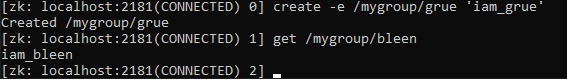 [zk: localhost:2181(CONNECTED) 0] create -e /mygroup/grue 'iam_grue'
Created /mygroup/grue
[zk: localhost:2181(CONNECTED) 1] get /mygroup/bleen
iam_bleen
[zk: localhost:2181(CONNECTED) 2]